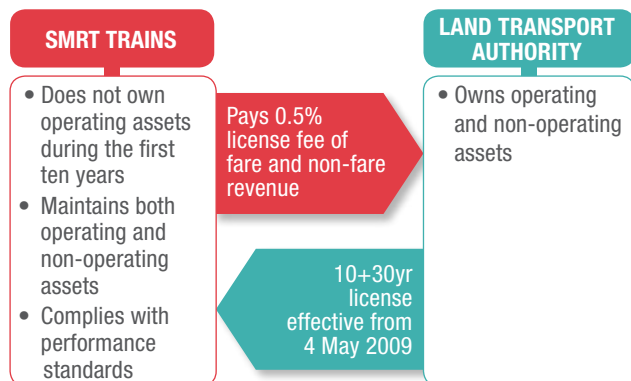 SMRT TRAINS
• Does not own
operating assets
during the first
ten years
• Maintains both
operating and
non-operating
assets
• Complies with
performance
standards
Pays 0.5%
license fee of
fare and non-fare
revenue
10+30yr
license
effective from
4 May 2009
LAND TRANSPORT
AUTHORITY
• Owns operating
and non-operating
assets